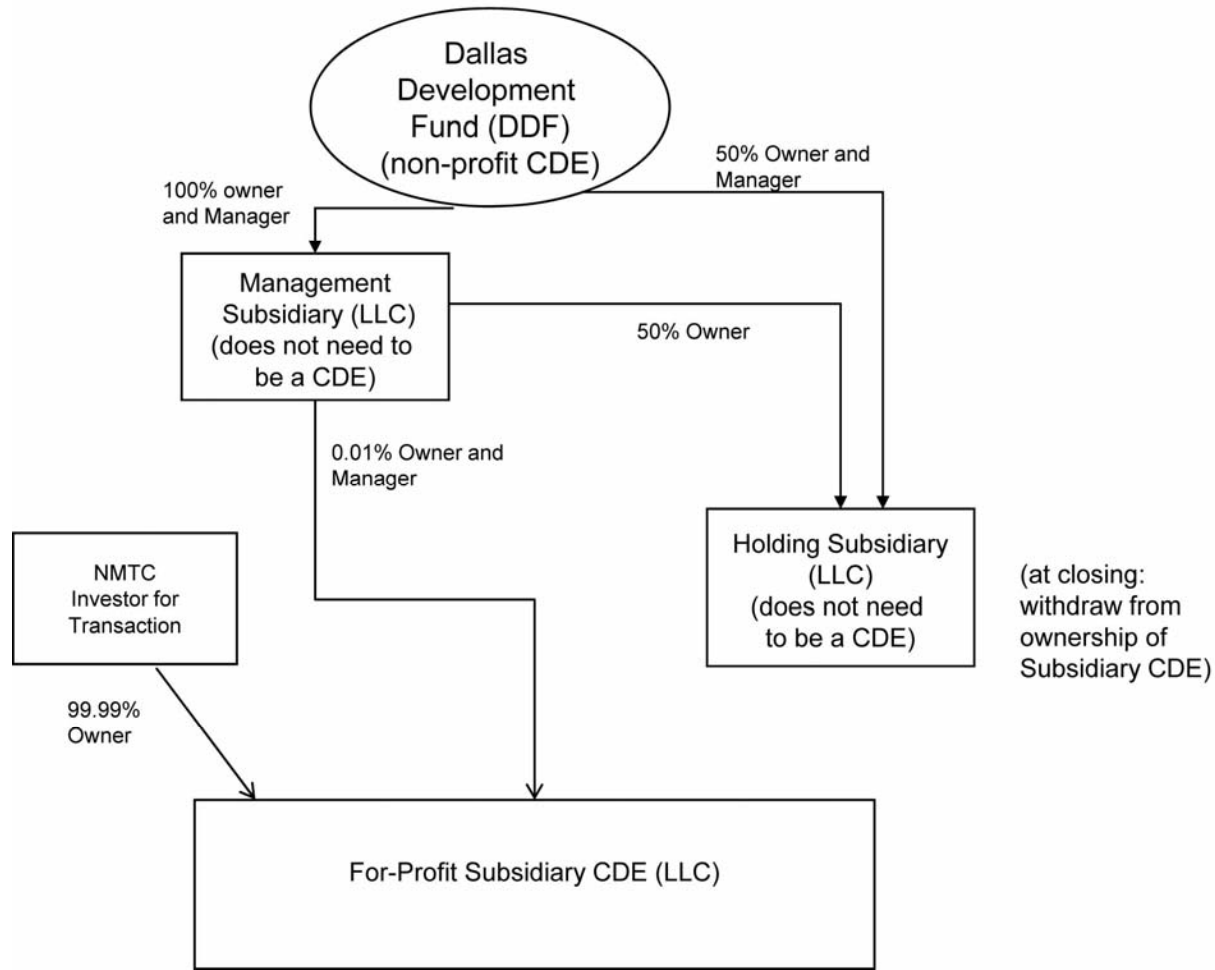 Dallas
Development
Fund (DDF)
(non-profit CDE)
50% Owner and
Manager
100% owner
and Manager
Management
Subsidiary (LLC)
(does not need to
be a CDE)
50% Owner
0.01% Owner and
Manager
NMTC
Investor for
Transaction
Holding Subsidiary
(LLC)
(does not need
to be a CDE)
(at closing:
withdraw from
ownership of
Subsidiary CDE)
99.99%
Owner
For-Profit Subsidiary CDE (LLC)